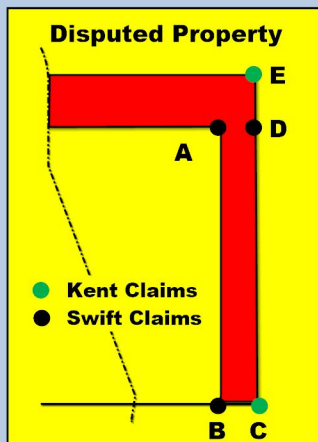 Disputed Property
E
A
D
Kent Claims
Swift Claims
B C